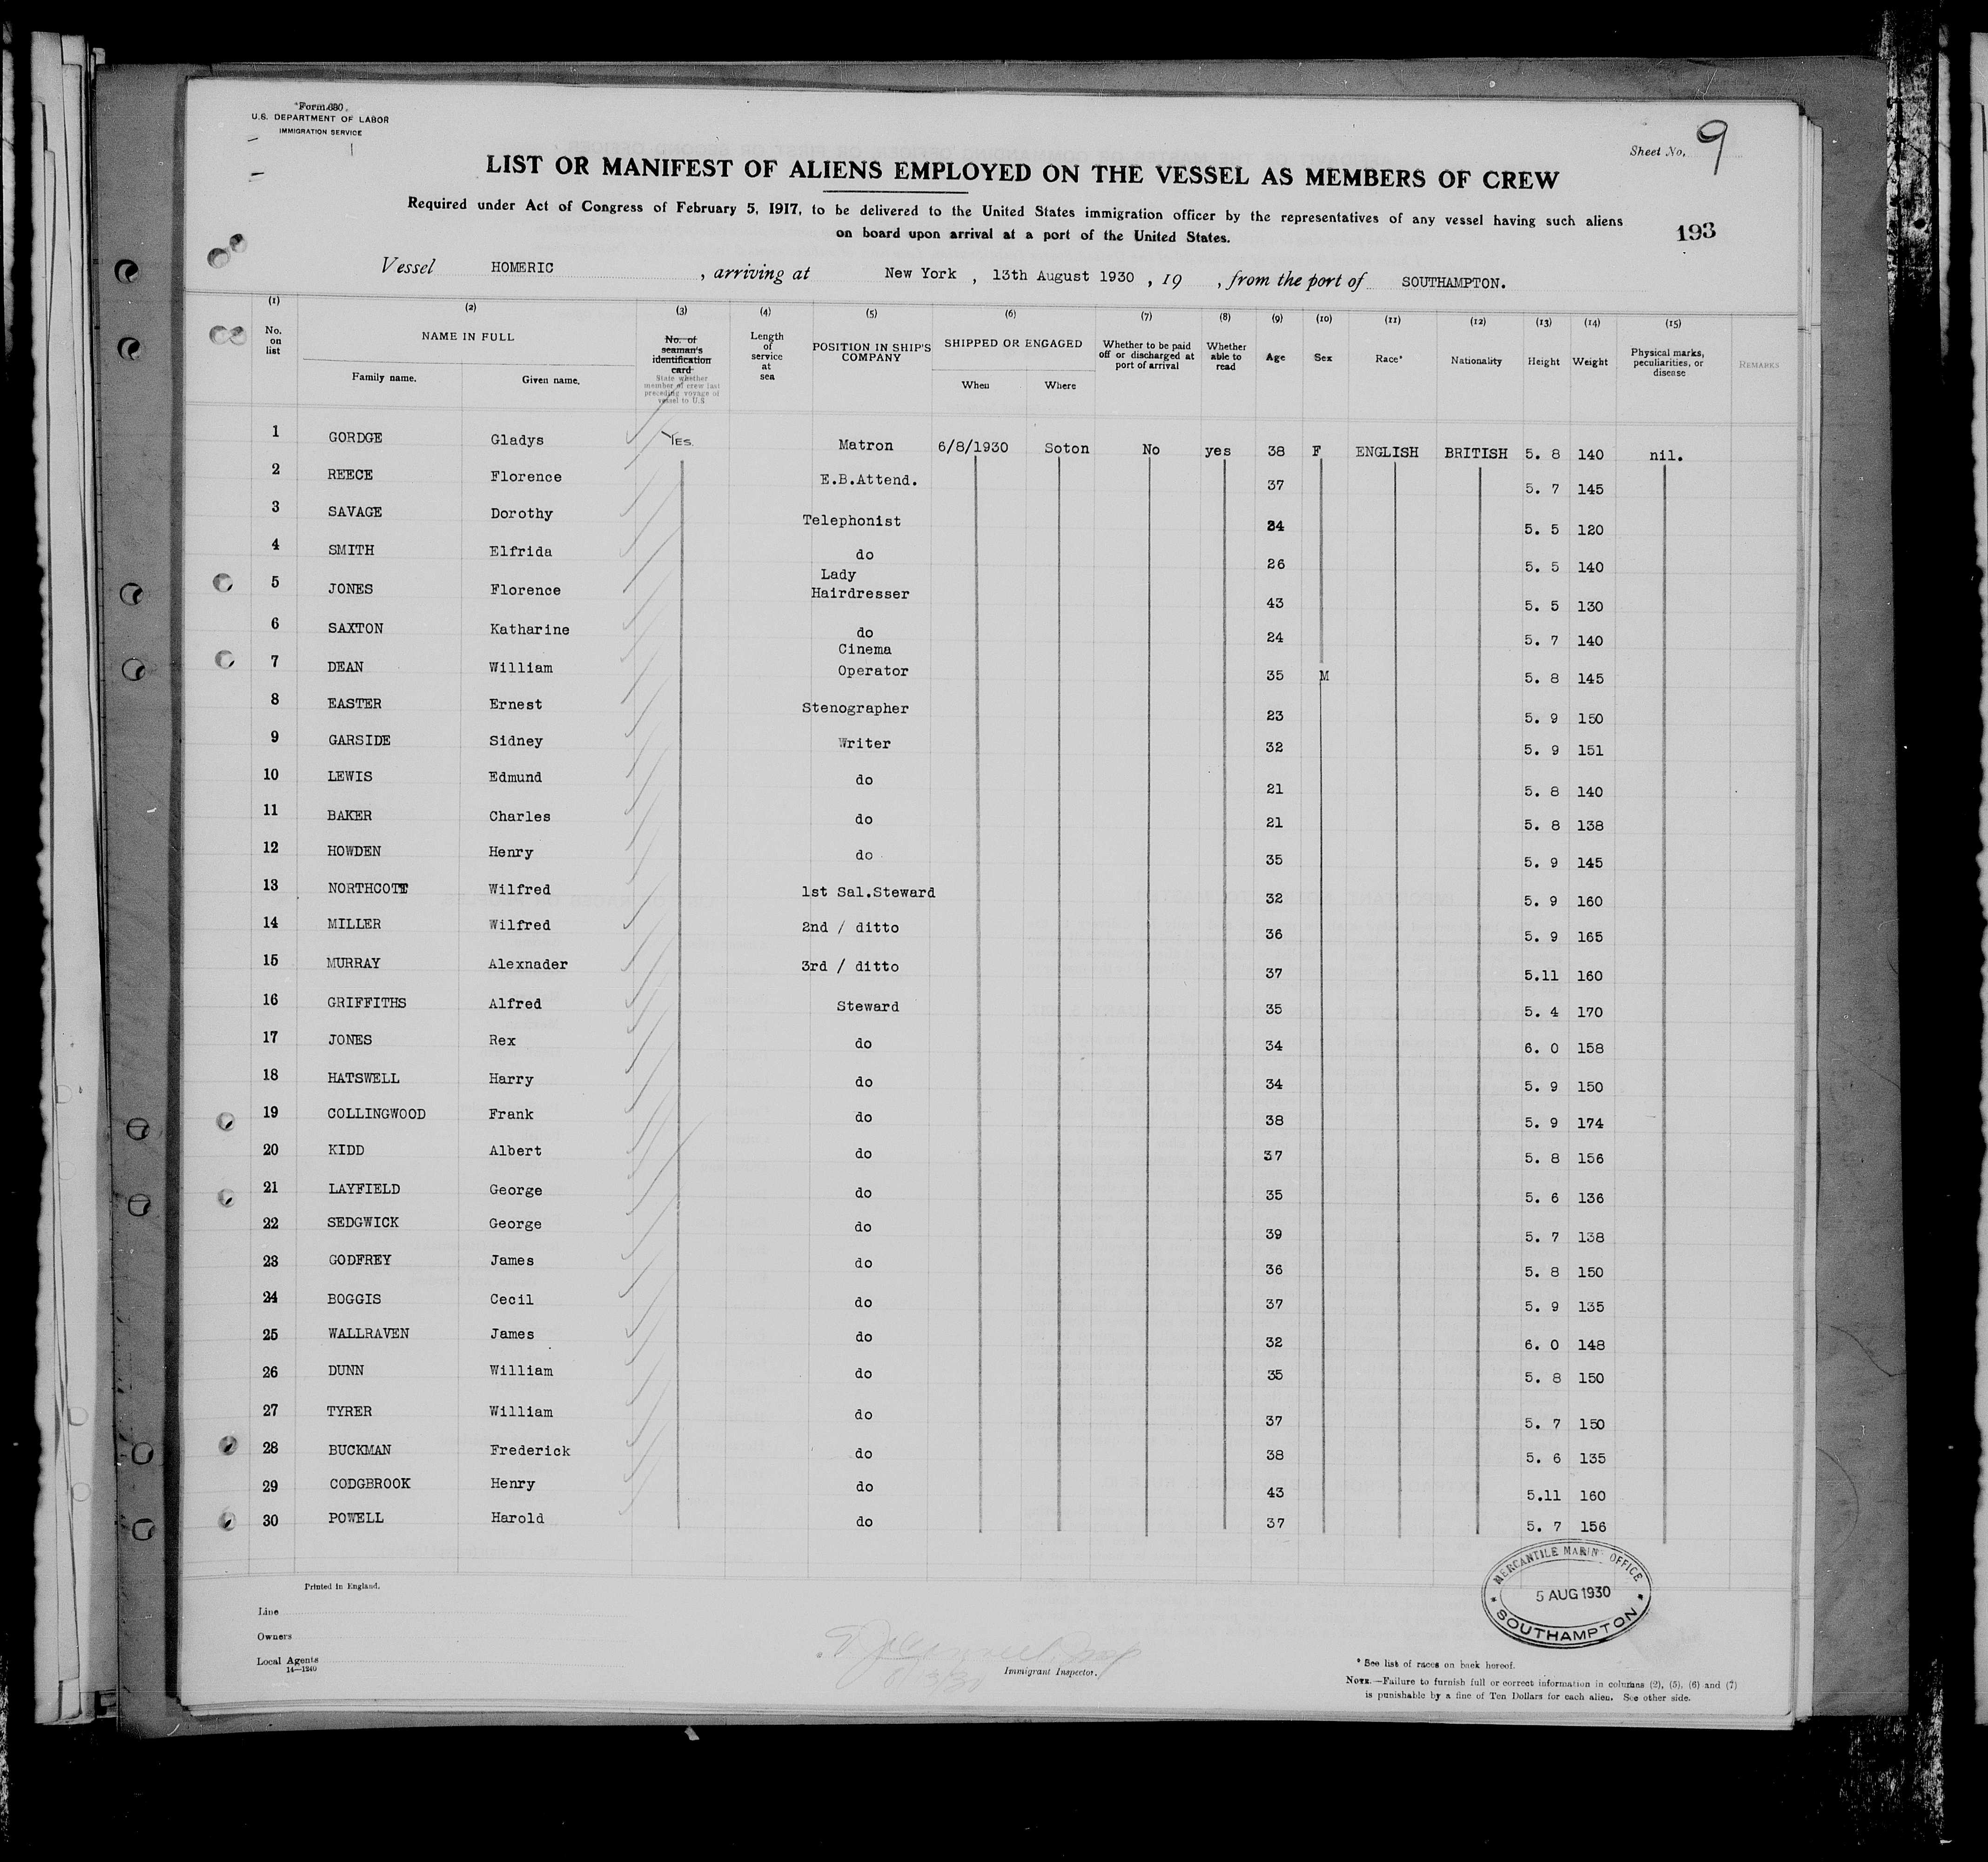 Form 680
U.S. DEPARTMENT OF LABOR
IMMIGRATION SERVICE
Sheet No. 9
LIST OR MANIFEST OF ALIENS EMPLOYED ON THE VESSEL AS MEMBERS OF CREW
Required under Act of Congress of February 5, 1917, to be delivered to the United States immigration officer by the representatives of any vessel having such aliens
on board upon arrival at a port of the United States.
193
Vessel HOMERIC , arriving at New York , 13th August 1930 , 19 , from the port of SOUTHAMPTON.
(1) (2) (3) (4) (5) (6) (7) (8) (9) (10) (11) (12) (13) (14) (15)
No. on list NAME IN FULL Family name. Given name. No. of seaman's identification card State whether member of crew last preceding voyage of vessel to U.S Length of service at sea POSITION IN SHIP'S COMPANY SHIPPED OR ENGAGED When Where Whether to be paid off or discharged at port of arrival Whether able to read Age Sex Race* Nationality Height Weight Physical marks, peculiarities, or disease REMARKS
1 GORDGE Gladys YES. Matron 6/8/1930 Soton No yes 38 F ENGLISH BRITISH 5. 8 140 nil.
2 REECE Florence E.B.Attend. 37 5. 7 145
3 SAVAGE Dorothy Telephonist 34 5. 5 120
4 SMITH Elfrida do 26 5. 5 140
5 JONES Florence Lady Hairdresser 43 5. 5 130
6 SAXTON Katharine do 24 5. 7 140
7 DEAN William Cinema Operator 35 M 5. 8 145
8 EASTER Ernest Stenographer 23 5. 9 150
9 GARSIDE Sidney Writer 32 5. 9 151
10 LEWIS Edmund do 21 5. 8 140
11 BAKER Charles do 21 5. 8 138
12 HOWDEN Henry do 35 5. 9 145
13 NORTHCOTT Wilfred 1st Sal.Steward 32 5. 9 160
14 MILLER Wilfred 2nd / ditto 36 5. 9 165
15 MURRAY Alexnader 3rd / ditto 37 5.11 160
16 GRIFFITHS Alfred Steward 35 5. 4 170
17 JONES Rex do 34 6. 0 158
18 HATSWELL Harry do 34 5. 9 150
19 COLLINGWOOD Frank do 38 5. 9 174
20 KIDD Albert do 37 5. 8 156
21 LAYFIELD George do 35 5. 6 136
22 SEDGWICK George do 39 5. 7 138
23 GODFREY James do 36 5. 8 150
24 BOGGIS Cecil do 37 5. 9 135
25 WALLRAVEN James do 32 6. 0 148
26 DUNN William do 35 5. 8 150
27 TYRER William do 37 5. 7 150
28 BUCKMAN Frederick do 38 5. 6 135
29 CODGBROOK Henry do 43 5.11 160
30 POWELL Harold do 37 5. 7 156
Printed in England.
MERCANTILE MARINE OFFICE
5 AUG 1930
SOUTHAMPTON
Line
Owners
Local Agents
14—1240
Immigrant Inspector.
* See list of races on back hereof.
NOTE.—Failure to furnish full or correct information in columns (2), (5), (6) and (7)
is punishable by a fine of Ten Dollars for each alien. See other side.